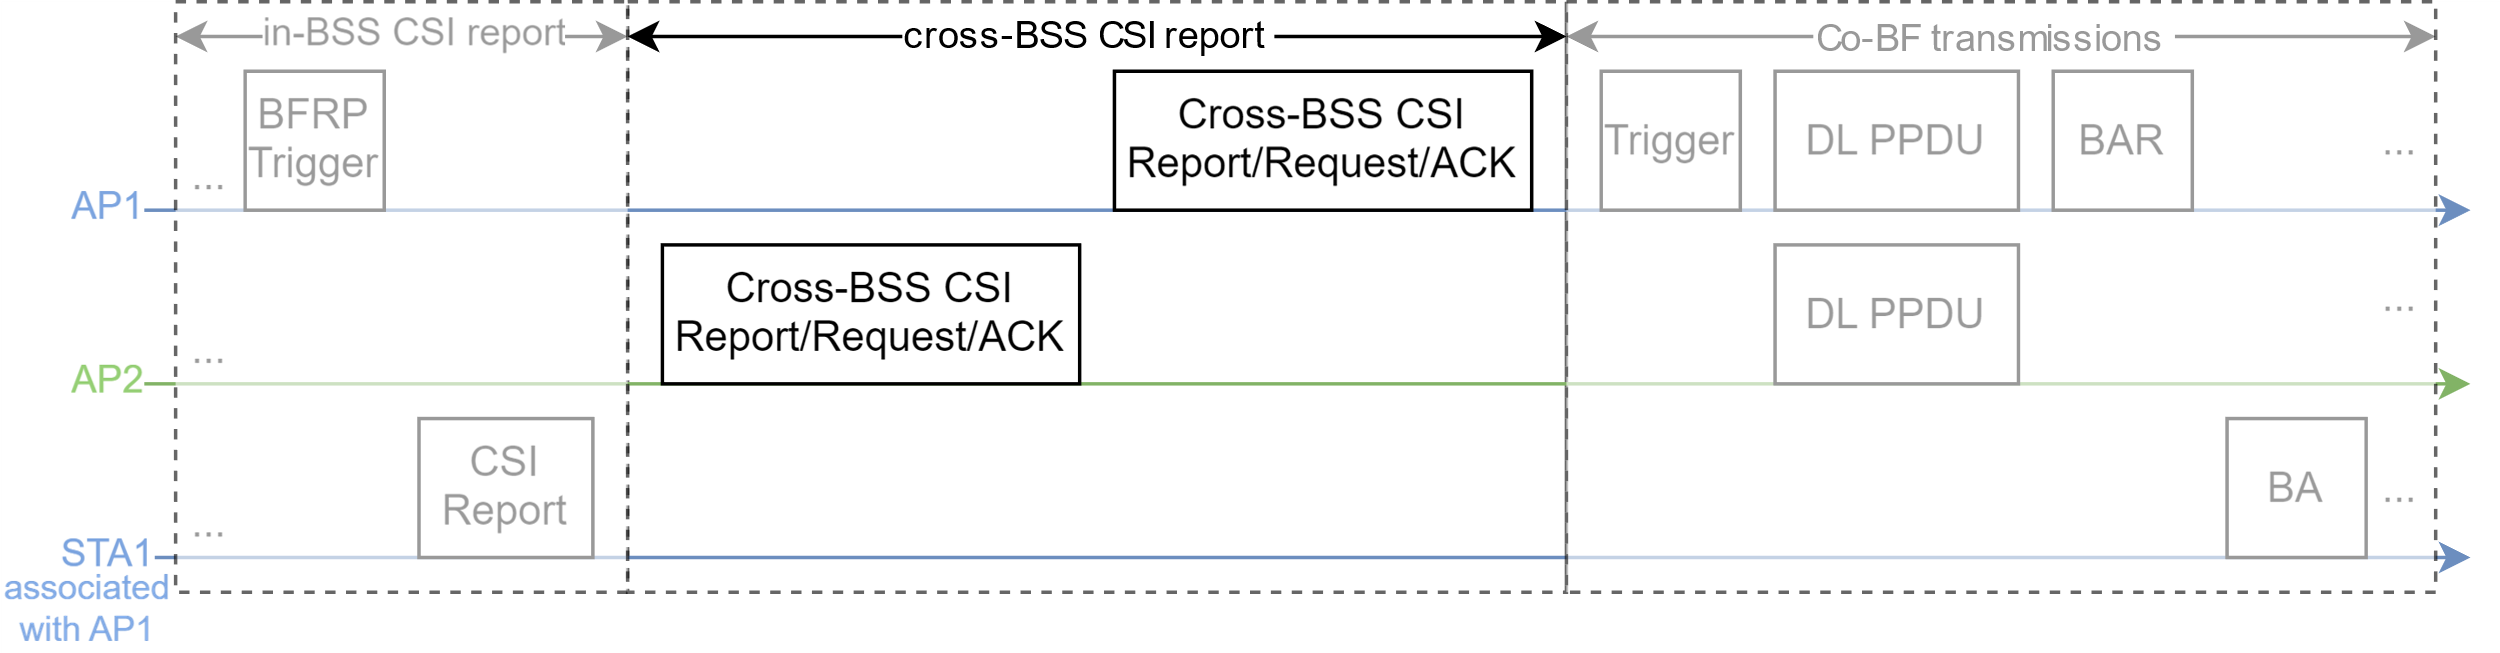 in-BSS CSI report
cross-BSS CSI report
Co-BF transmissions
BFRP
Trigger
Cross-BSS CSI
Report/Request/ACK
Trigger
DL PPDU
BAR
...
...
AP1
Cross-BSS CSI
Report/Request/ACK
DL PPDU
...
...
AP2
CSI
Report
BA
...
...
STA1
associated
with AP1